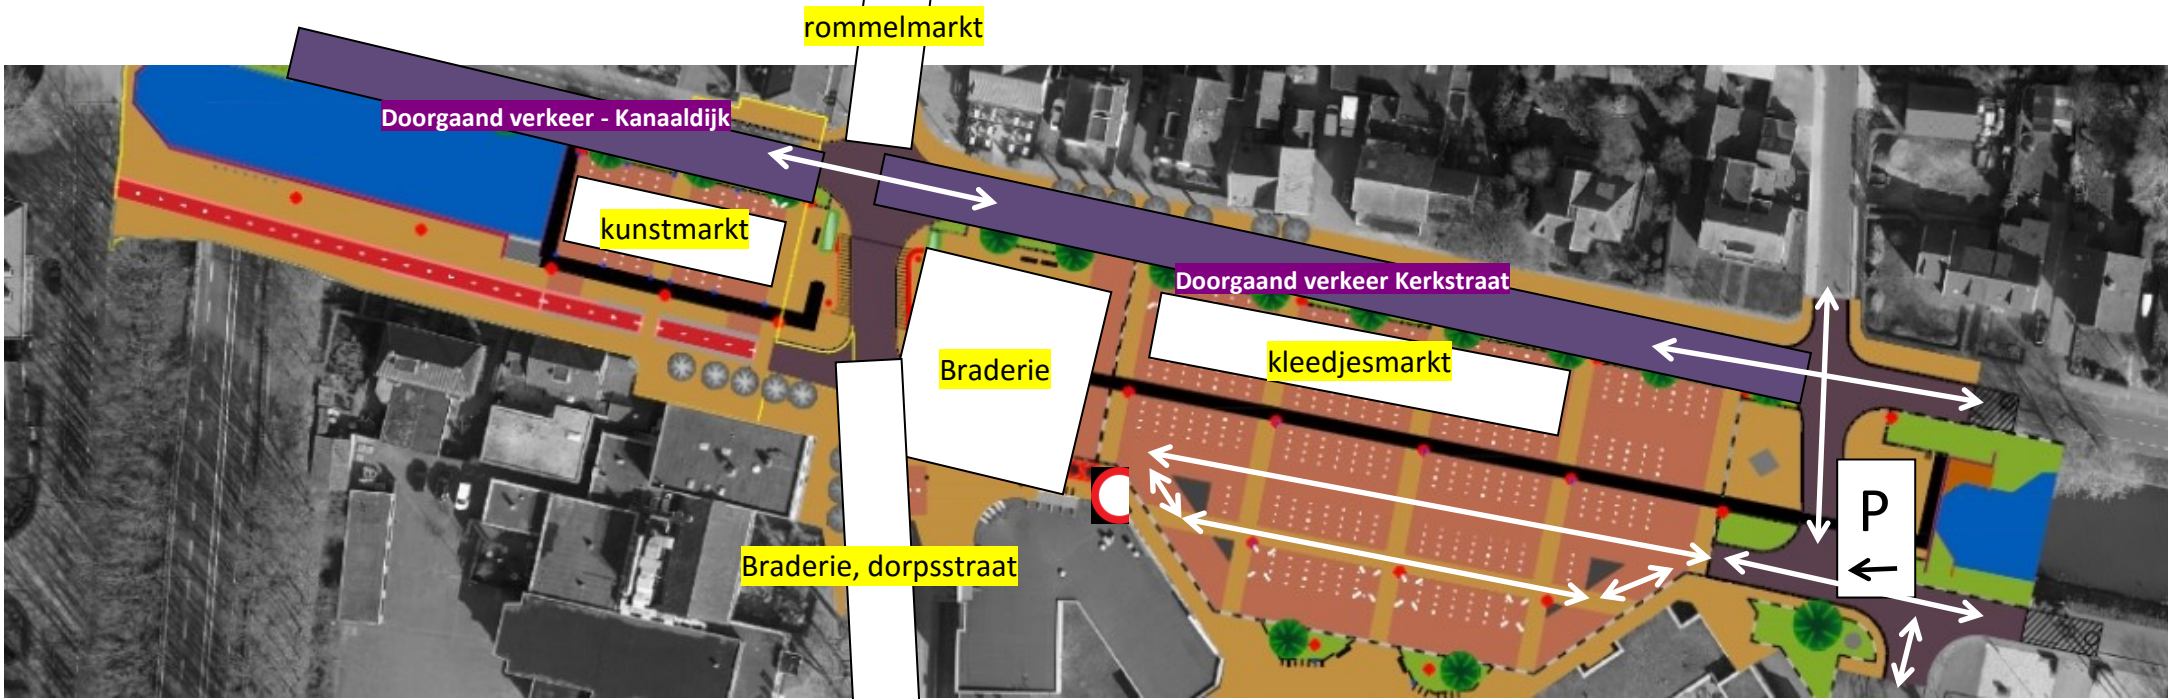 rommelmarkt
Doorgaand verkeer - Kanaaldijk
kunstmarkt
Doorgaand verkeer Kerkstraat
Braderie
kleedjesmarkt
P
Braderie, dorpsstraat